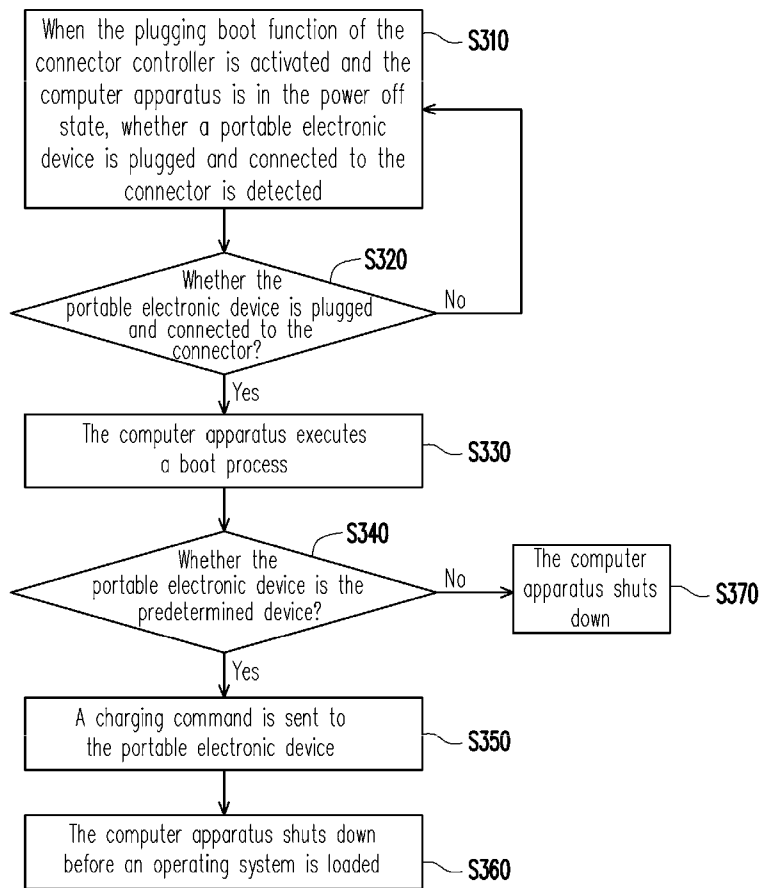 When the plugging boot function of the
connector controller is activated and the
computer apparatus is in the power off
state, whether a portable electronic
device is plugged and connected to the
connector is detected
S310
Whether the
portable electronic device is plugged
and connected to the
connector?
S320
No
Yes
The computer apparatus executes
a boot process
S330
Whether the
portable electronic device is the
predetermined device?
S340
No
The computer
apparatus shuts
down
S370
Yes
A charging command is sent to
the portable electronic device
S350
The computer apparatus shuts down
before an operating system is loaded
S360